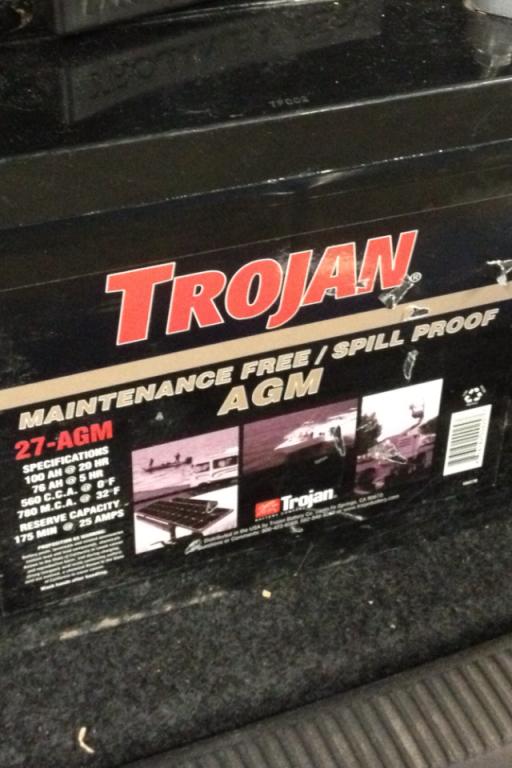 TROJAN®
MAINTENANCE FREE / SPILL PROOF
AGM
27-AGM
SPECIFICATIONS
100 AH @ 20 HR
76 AH @ 5 HR
560 C.C.A. @ 0°F
780 M.C.A. @ 32°F
RESERVE CAPACITY
175 MIN @ 25 AMPS
Trojan